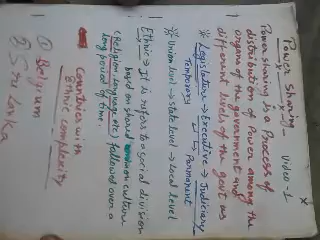 Power Sharing
Video - 1
Power sharing is a Process of
distribution of Power among the
organs of the government and
different levels of the govt as
※ Legislature → Executive → Judiciary
Temporary Permanent
※ Union level → state level → Local level
Ethnic → It is refers to a social division
based on shared culture
(Religion, language etc) followed over a
long period of time.
Countries with
Ethnic complexity
① Belgium
② Sri Lanka